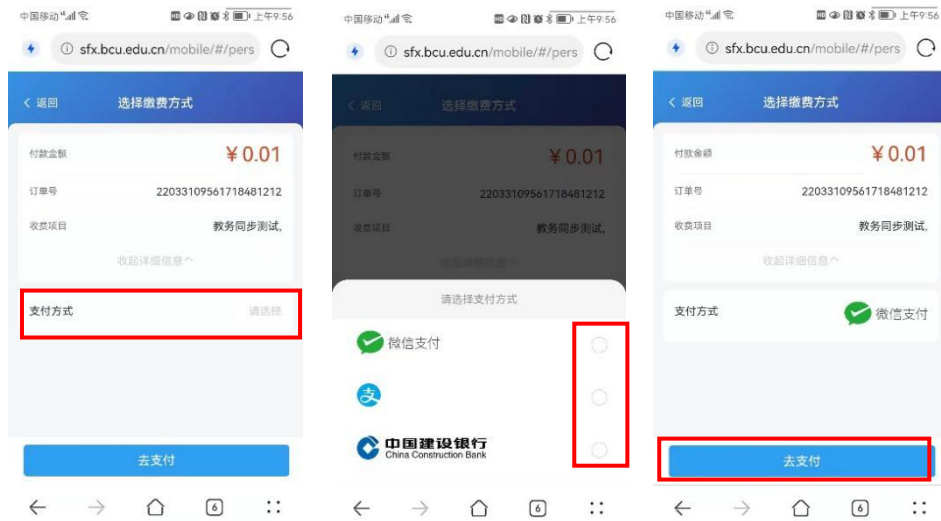 中国移动 上午9:56
sfx.bcu.edu.cn/mobile/#/pers
返回 选择缴费方式
付款金额 ¥0.01
订单号 22033109561718481212
收费项目 教务同步测试,
收起详细信息
支付方式 请选择
去支付
6
中国移动 上午9:56
sfx.bcu.edu.cn/mobile/#/pers
返回 选择缴费方式
付款金额 ¥0.01
订单号 22033109561718481212
收费项目 教务同步测试,
收起详细信息
请选择支付方式
微信支付
支
中国建设银行
China Construction Bank
6
中国移动 上午9:56
sfx.bcu.edu.cn/mobile/#/pers
返回 选择缴费方式
付款金额 ¥0.01
订单号 22033109561718481212
收费项目 教务同步测试,
收起详细信息
支付方式 微信支付
去支付
6